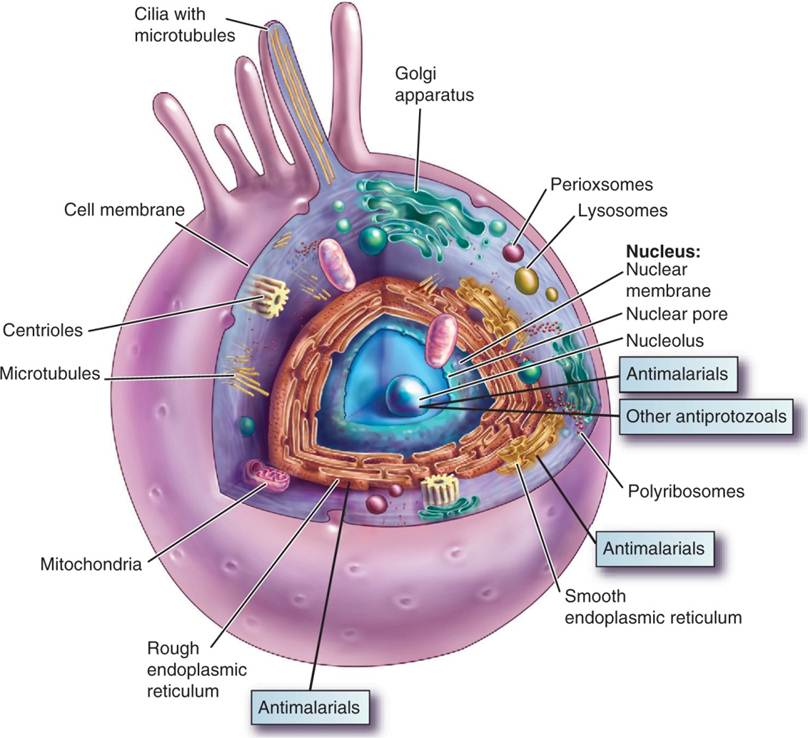 Cilia with
microtubules
Golgi
apparatus
Perioxsomes
Lysosomes
Cell membrane
Nucleus:
Nuclear
membrane
Nuclear pore
Nucleolus
Centrioles
Microtubules
Antimalarials
Other antiprotozoals
Polyribosomes
Antimalarials
Mitochondria
Smooth
endoplasmic reticulum
Rough
endoplasmic
reticulum
Antimalarials